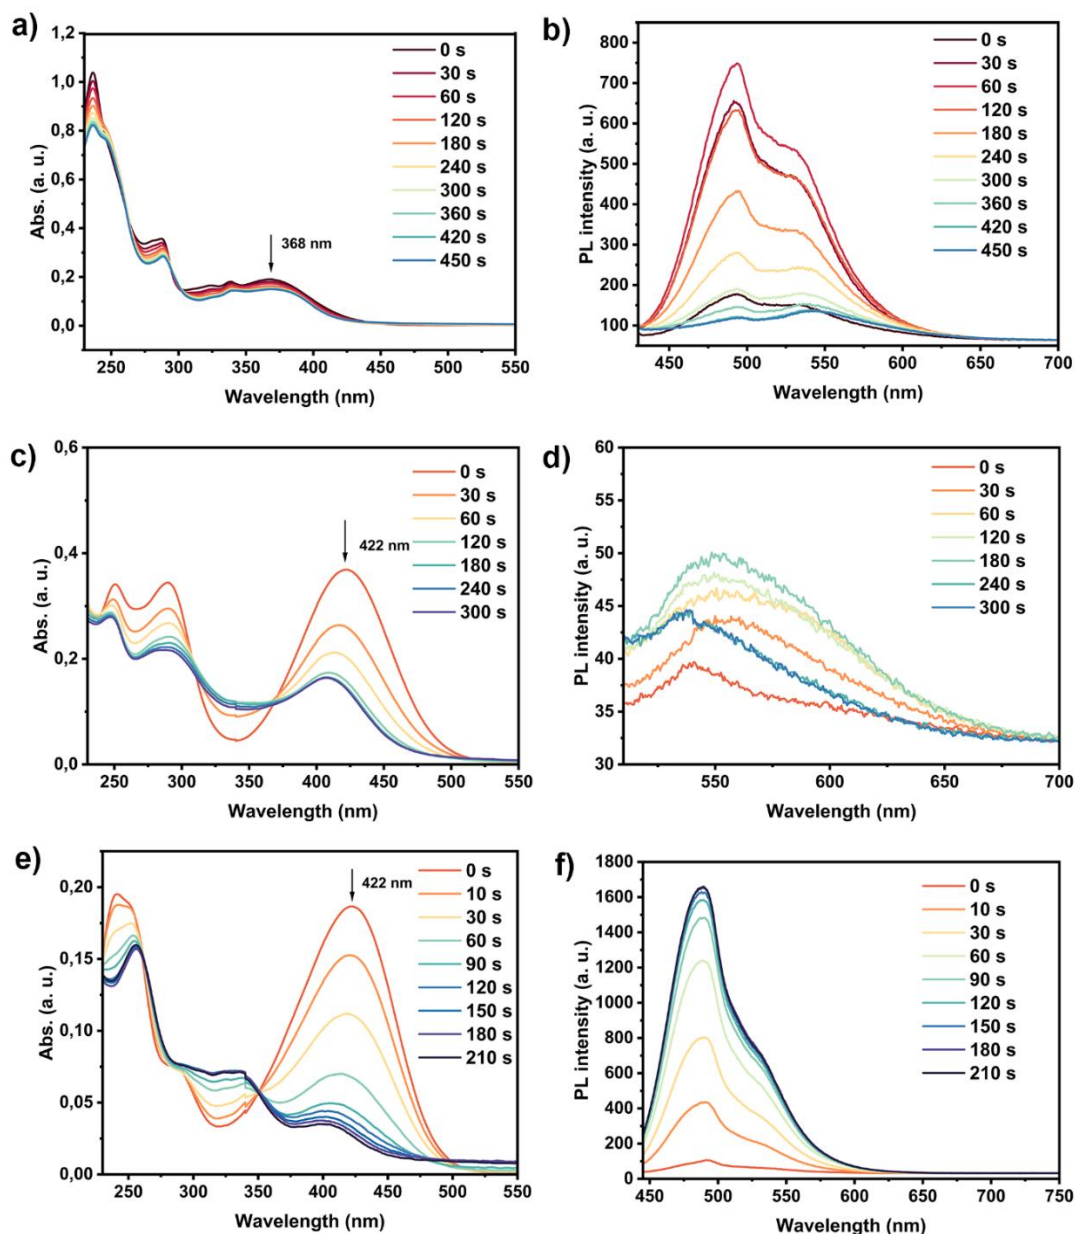 a)
1,2
1,0
0,8
0,6
0,4
0,2
0,0
Abs. (a. u.)
250 300 350 400 450 500 550
Wavelength (nm)
368 nm
0 s
30 s
60 s
120 s
180 s
240 s
300 s
360 s
420 s
450 s
b)
800
700
600
500
400
300
200
100
PL intensity (a. u.)
450 500 550 600 650 700
Wavelength (nm)
0 s
30 s
60 s
120 s
180 s
240 s
300 s
360 s
420 s
450 s
c)
0,6
0,4
0,2
0,0
Abs. (a. u.)
250 300 350 400 450 500 550
Wavelength (nm)
422 nm
0 s
30 s
60 s
120 s
180 s
240 s
300 s
d)
60
55
50
45
40
35
30
PL intensity (a. u.)
550 600 650 700
Wavelength (nm)
0 s
30 s
60 s
120 s
180 s
240 s
300 s
e)
0,20
0,15
0,10
0,05
0,00
Abs. (a. u.)
250 300 350 400 450 500 550
Wavelength (nm)
422 nm
0 s
10 s
30 s
60 s
90 s
120 s
150 s
180 s
210 s
f)
1800
1600
1400
1200
1000
800
600
400
200
0
PL intensity (a. u.)
450 500 550 600 650 700 750
Wavelength (nm)
0 s
10 s
30 s
60 s
90 s
120 s
150 s
180 s
210 s